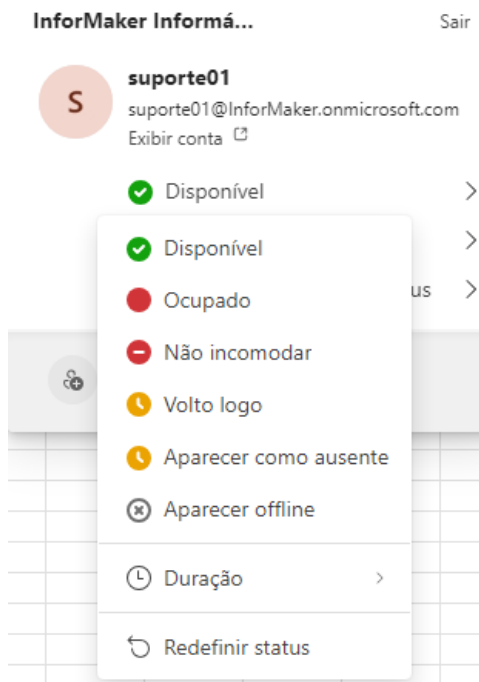 InforMaker Informá...
Sair
S
suporte01
suporte01@InforMaker.onmicrosoft.com
Exibir conta
Disponível
Disponível
Ocupado
us
Não incomodar
Volto logo
Aparecer como ausente
Aparecer offline
Duração
Redefinir status